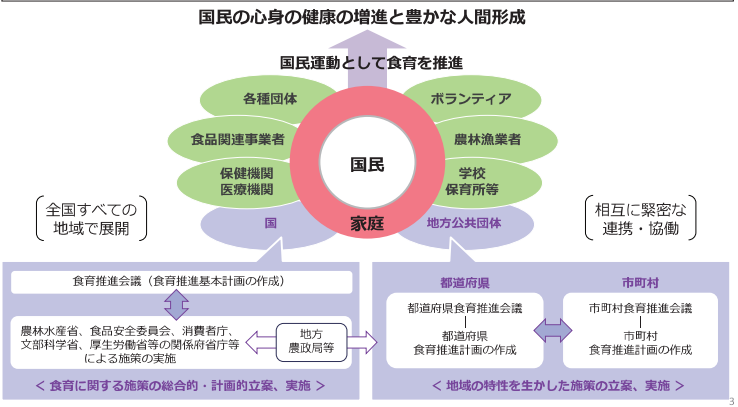 国民の心身の健康の増進と豊かな人間形成
国民運動として食育を推進
各種団体
ボランティア
食品関連事業者
農林漁業者
国民
保健機関
医療機関
学校
保育所等
全国すべての
地域で展開
相互に緊密な
連携・協働
国
家庭
地方公共団体
食育推進会議（食育推進基本計画の作成）
農林水産省、食品安全委員会、消費者庁、
文部科学省、厚生労働省等の関係府省庁等
による施策の実施
地方
農政局等
＜ 食育に関する施策の総合的・計画的立案、実施 ＞
都道府県
都道府県食育推進会議
都道府県
食育推進計画の作成
市町村
市町村食育推進会議
市町村
食育推進計画の作成
＜ 地域の特性を生かした施策の立案、実施 ＞
3